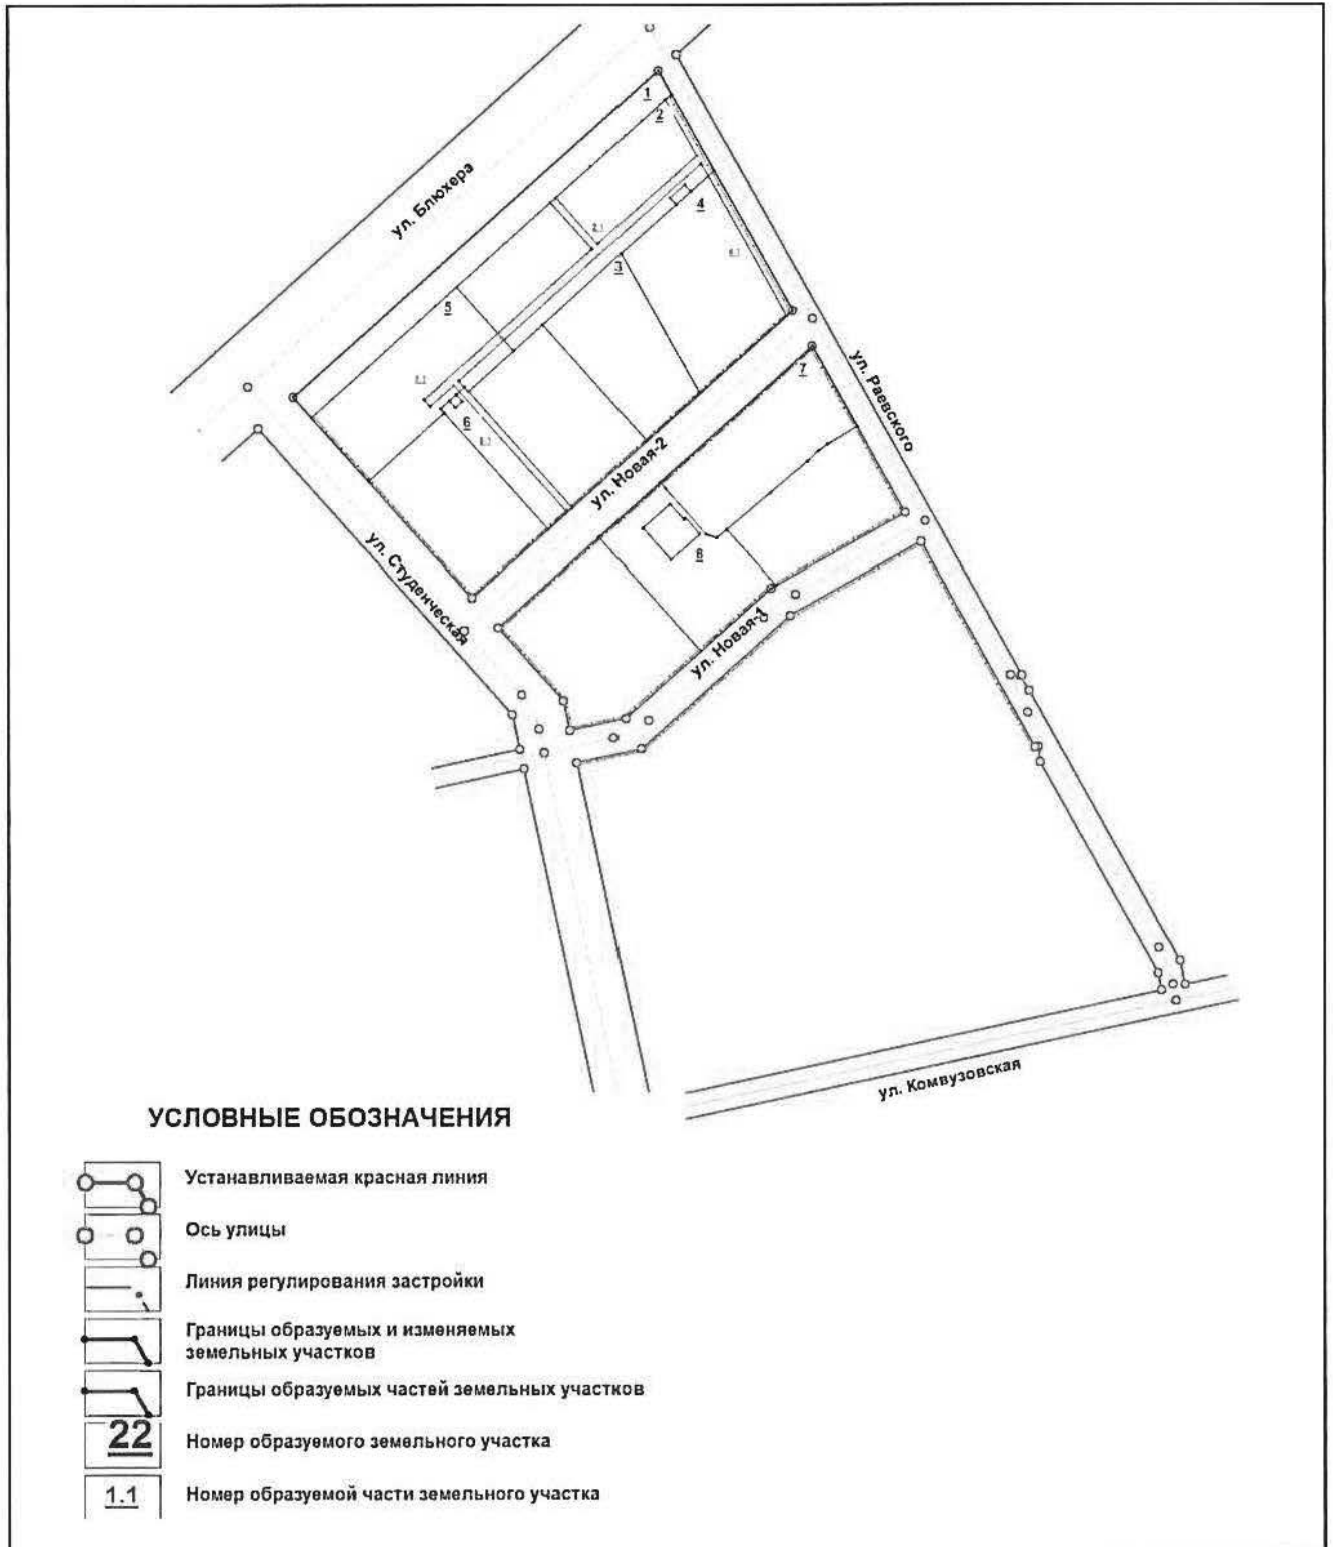 1
2
ул. Блюхера
4
2.1
3
5
7
ул. Раевского
6
ул. Новая-2
8
ул. Студенческая
ул. Новая-1
ул. Комвузовская
УСЛОВНЫЕ ОБОЗНАЧЕНИЯ
Устанавливаемая красная линия
Ось улицы
Линия регулирования застройки
Границы образуемых и изменяемых
земельных участков
Границы образуемых частей земельных участков
22
Номер образуемого земельного участка
1.1
Номер образуемой части земельного участка